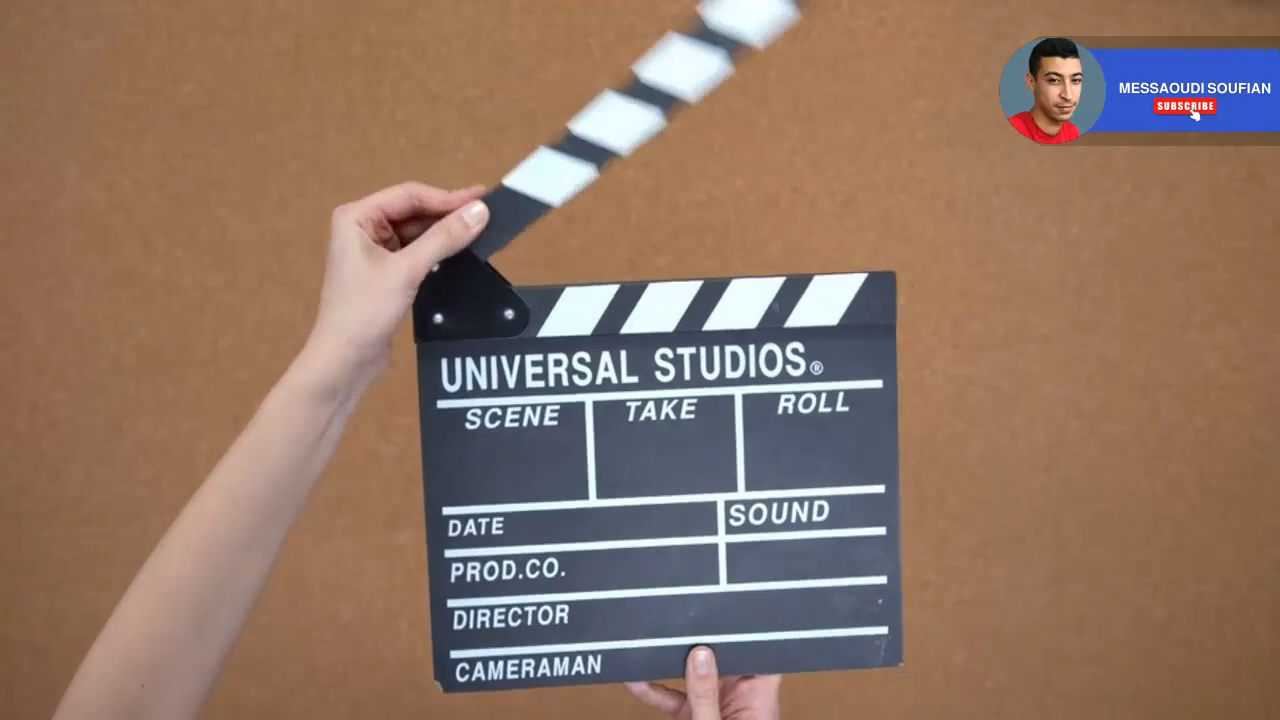 MESSAOUDI SOUFIAN
SUBSCRIBE
UNIVERSAL STUDIOS®
SCENE TAKE ROLL
DATE SOUND
PROD.CO.
DIRECTOR
CAMERAMAN